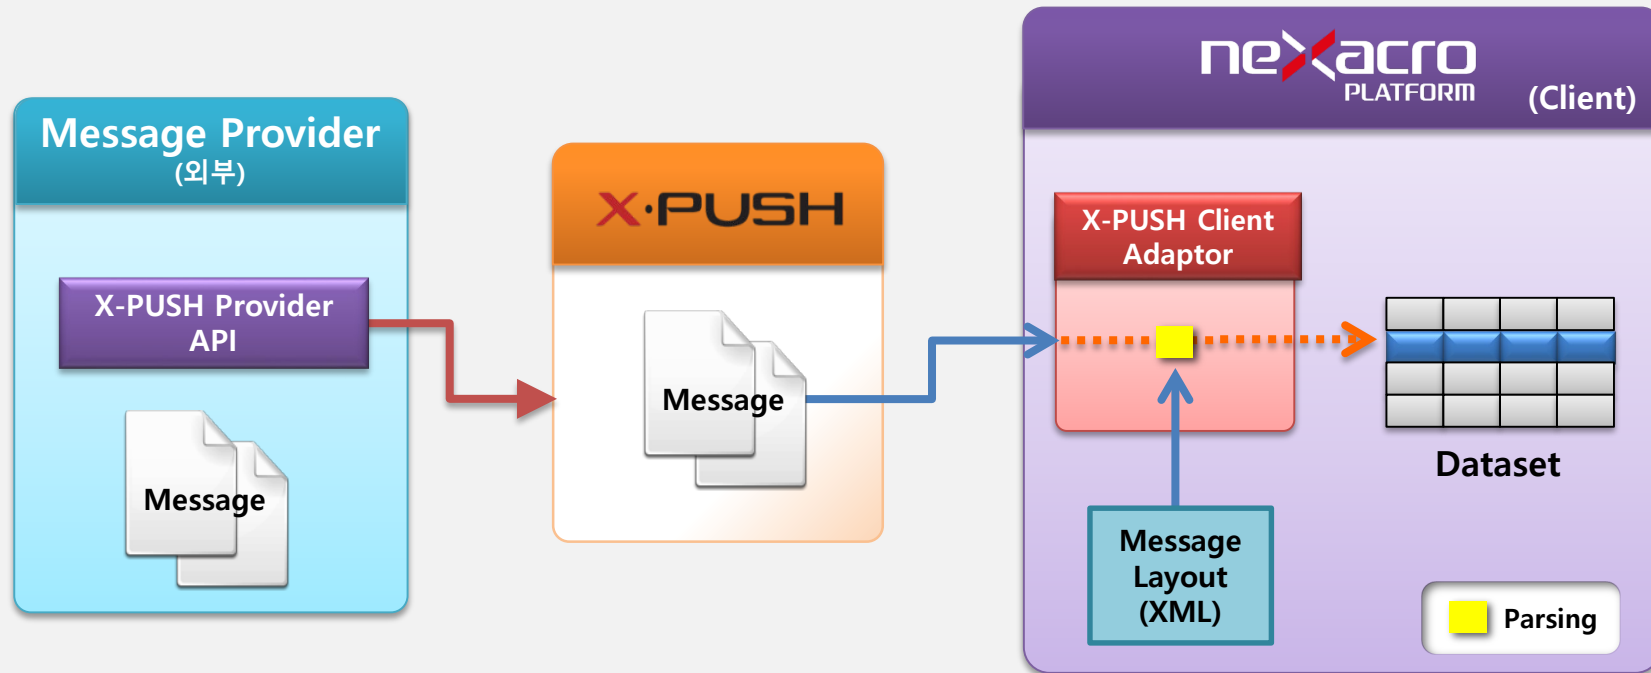 Message Provider
(외부)
X-PUSH Provider
API
Message
X·PUSH
Message
nexacro
PLATFORM
(Client)
X-PUSH Client
Adaptor
Dataset
Message
Layout
(XML)
Parsing